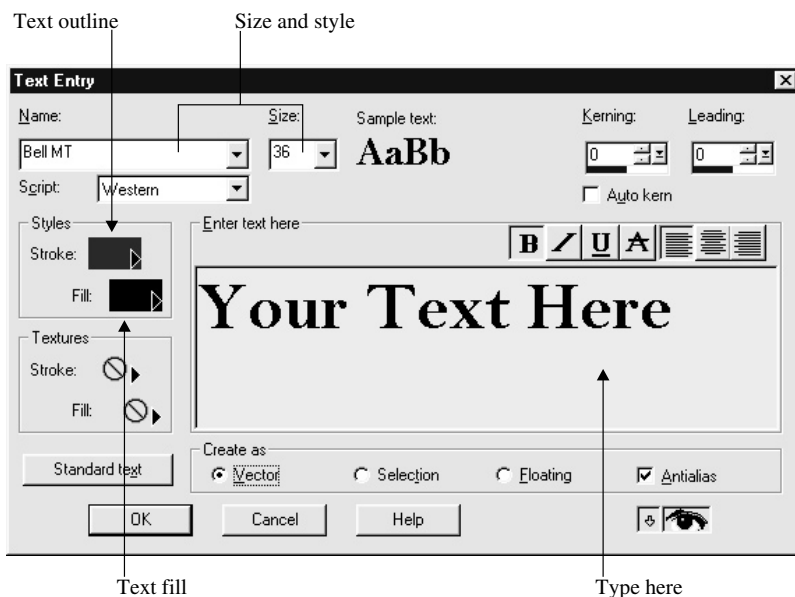 Text outline
Size and style
Text Entry
Name:
Size:
Sample text:
Kerning:
Leading:
Bell MT
36
AaBb
0
0
Script:
Western
Auto kern
Styles
Stroke:
Fill:
Enter text here
B I U A
Your Text Here
Textures
Stroke:
Fill:
Standard text
Create as
Vector
Selection
Floating
Antialias
OK
Cancel
Help
Text fill
Type here